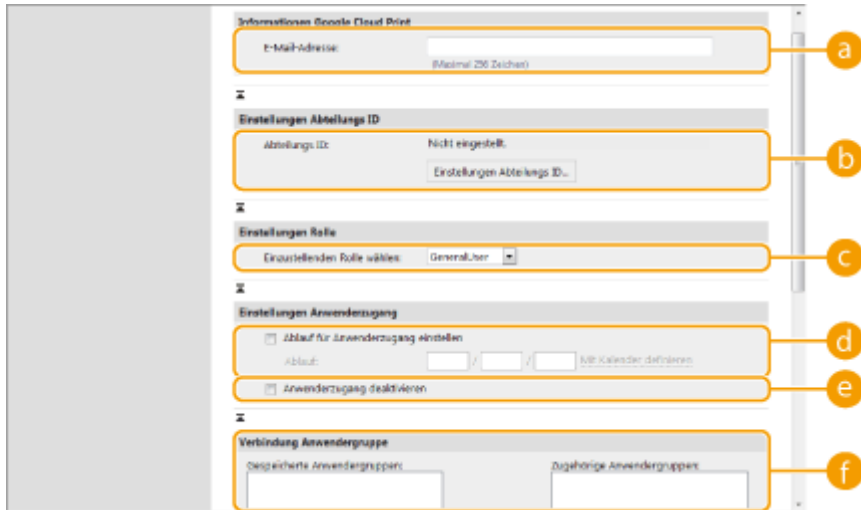 Informationen Google Cloud Print
E-Mail-Adresse:
(Maximal 256 Zeichen)
a
Einstellungen Abteilungs ID
Abteilungs ID:
Nicht eingestellt.
Einstellungen Abteilungs ID...
b
Einstellungen Rolle
Einzustellenden Rolle wählen:
GeneralUser
c
Einstellungen Anwenderzugang
Ablauf für Anwenderzugang einstellen
Ablauf:
/ /
Mit Kalender definieren
d
Anwenderzugang deaktivieren
e
Verbindung Anwendergruppe
Gespeicherte Anwendergruppen:
Zugehörige Anwendergruppen:
f